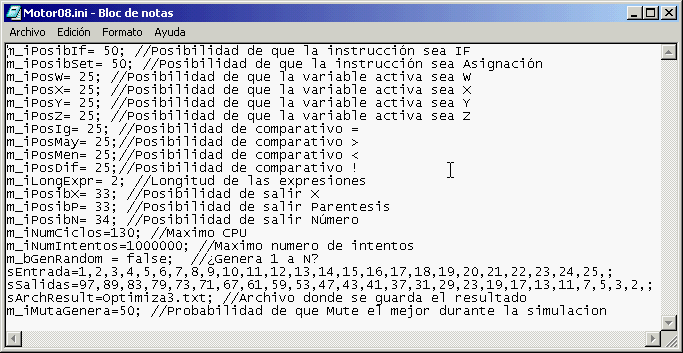 Motor08.ini - Bloc de notas
Archivo Edición Formato Ayuda
m_iPosibIf= 50; //Posibilidad de que la instrucción sea IF
m_iPosibSet= 50; //Posibilidad de que la instrucción sea Asignación
m_iPosW= 25; //Posibilidad de que la variable activa sea W
m_iPosX= 25; //Posibilidad de que la variable activa sea X
m_iPosY= 25; //Posibilidad de que la variable activa sea Y
m_iPosZ= 25; //Posibilidad de que la variable activa sea Z
m_iPosIg= 25; //Posibilidad de comparativo =
m_iPosMay= 25; //Posibilidad de comparativo >
m_iPosMen= 25; //Posibilidad de comparativo <
m_iPosDif= 25; //Posibilidad de comparativo !
m_iLongExpr= 2; //Longitud de las expresiones
m_iPosibX= 33; //Posibilidad de salir X
m_iPosibP= 33; //Posibilidad de salir Parentesis
m_iPosibN= 34; //Posibilidad de salir Número
m_iNumCiclos=130; //Maximo CPU
m_iNumIntentos=1000000; //Maximo numero de intentos
m_bGenRandom = false; //¿Genera 1 a N?
sEntrada=1,2,3,4,5,6,7,8,9,10,11,12,13,14,15,16,17,18,19,20,21,22,23,24,25,;
sSalidas=97,89,83,79,73,71,67,61,59,53,47,43,41,37,31,29,23,19,17,13,11,7,5,3,2,;
sArchResult=Optimiza3.txt; //Archivo donde se guarda el resultado
m_iMutaGenera=50; //Probabilidad de que Mute el mejor durante la simulacion